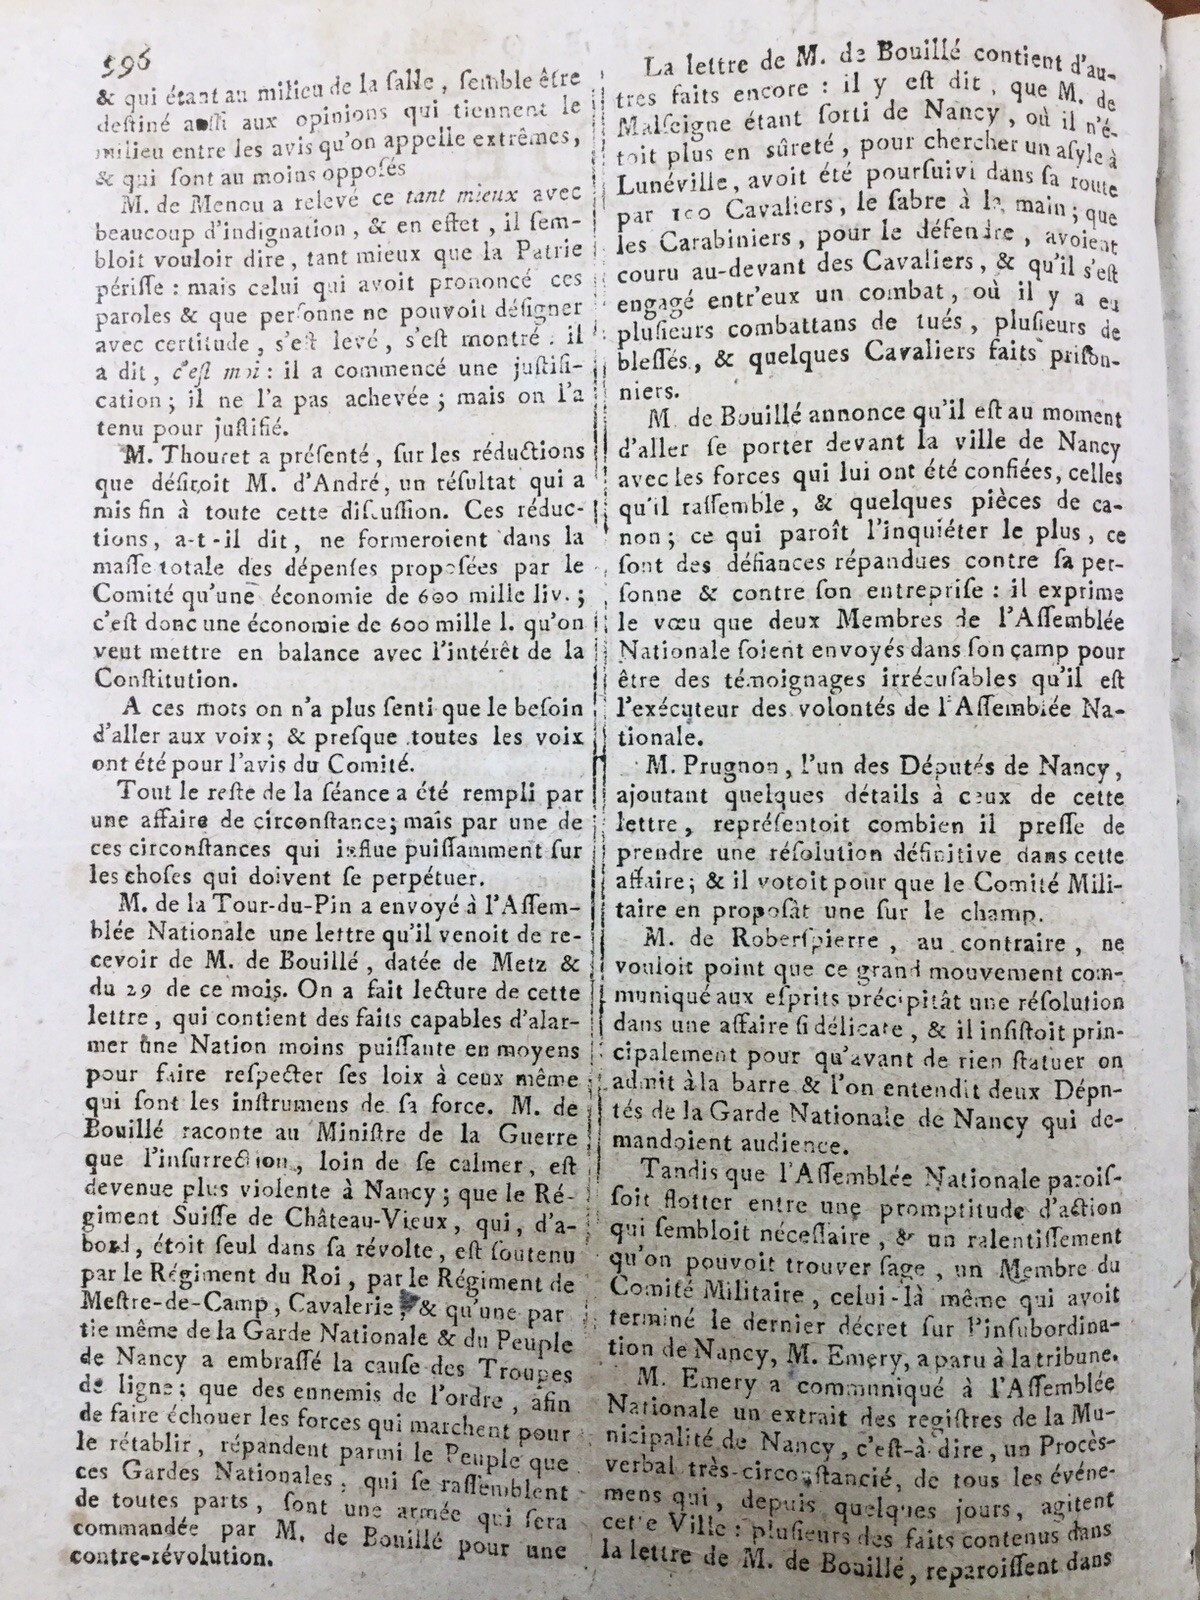 596
& qui étant au milieu de la ſalle, ſemble être
deſtiné auſſi aux opinions qui tiennent le
milieu entre les avis qu'on appelle extrêmes,
& qui ſont au moins oppoſés
M. de Menou a relevé ce tant mieux avec
beaucoup d'indignation, & en effet, il ſem-
bloit vouloir dire, tant mieux que la Patrie
périſſe : mais celui qui avoit prononcé ces
paroles & que perſonne ne pouvoit déſigner
avec certitude, s'eſt levé, s'eſt montré : il
a dit, c'eſt moi : il a commencé une juſtifi-
cation; il ne l'a pas achevée; mais on l'a
tenu pour juſtifié.
M. Thouret a préſenté, ſur les réductions
que déſiroit M. d'André, un réſultat qui a
mis fin à toute cette diſcuſſion. Ces réduc-
tions, a-t-il dit, ne formeroient dans la
maſſe totale des dépenſes propoſées par le
Comité qu'une économie de 600 mille liv.;
c'eſt donc une économie de 600 mille l. qu'on
veut mettre en balance avec l'intérêt de la
Conſtitution.
A ces mots on n'a plus ſenti que le beſoin
d'aller aux voix; & preſque toutes les voix
ont été pour l'avis du Comité.
Tout le reſte de la ſéance a été rempli par
une affaire de circonſtance; mais par une de
ces circonſtances qui influe puiſſamment ſur
les choſes qui doivent ſe perpétuer.
M. de la Tour-du-Pin a envoyé à l'Aſſem-
blée Nationale une lettre qu'il venoit de re-
cevoir de M. de Bouillé, datée de Metz &
du 29 de ce mois. On a fait lecture de cette
lettre, qui contient des faits capables d'alar-
mer une Nation moins puiſſante en moyens
pour faire reſpecter ſes loix à ceux même
qui ſont les inſtrumens de ſa force. M. de
Bouillé raconte au Miniſtre de la Guerre
que l'inſurrection, loin de ſe calmer, eſt
devenue plus violente à Nancy; que le Ré-
giment Suiſſe de Château-Vieux, qui, d'a-
bord, étoit ſeul dans ſa révolte, eſt ſoutenu
par le Régiment du Roi, par le Régiment de
Meſtre-de-Camp, Cavalerie, & qu'une par
tie même de la Garde Nationale & du Peuple
de Nancy a embraſſé la cauſe des Troupes
de ligne; que des ennemis de l'ordre, afin
de faire échouer les forces qui marchent pour
le rétablir, répandent parmi le Peuple que
ces Gardes Nationales, qui ſe raſſemblent
de toutes parts, ſont une armée qui ſera
commandée par M. de Bouillé pour une
contre-révolution.
La lettre de M. de Bouillé contient d'au-
tres faits encore : il y eſt dit, que M. de
Malſeigne étant ſorti de Nancy, où il n'é-
toit plus en sûreté, pour chercher un aſyle à
Lunéville, avoit été pourſuivi dans ſa route
par 100 Cavaliers, le ſabre à la main; que
les Carabiniers, pour le défendre, avoient
couru au-devant des Cavaliers, & qu'il s'eſt
engagé entr'eux un combat, où il y a eu
pluſieurs combattans de tués, pluſieurs de
bleſſés, & quelques Cavaliers faits priſon-
niers.
M. de Bouillé annonce qu'il eſt au moment
d'aller ſe porter devant la ville de Nancy
avec les forces qui lui ont été confiées, celles
qu'il raſſemble, & quelques pièces de ca-
non; ce qui paroît l'inquiéter le plus, ce
ſont des défiances répandues contre ſa per-
ſonne & contre ſon entrepriſe : il exprime
le vœu que deux Membres de l'Aſſemblée
Nationale ſoient envoyés dans ſon çamp pour
être des témoignages irrécuſables qu'il eſt
l'exécuteur des volontés de l'Aſſemblée Na-
tionale.
M. Prugnon, l'un des Députés de Nancy,
ajoutant quelques détails à ceux de cette
lettre, repréſentoit combien il preſſe de
prendre une réſolution définitive dans cette
affaire; & il votoit pour que le Comité Mili-
taire en propoſât une ſur le champ.
M. de Roberſpierre, au contraire, ne
vouloit point que ce grand mouvement com-
muniqué aux eſprits précipitât une réſolution
dans une affaire ſi délicate, & il inſiſtoit prin-
cipalement pour qu'avant de rien ſtatuer on
admit à la barre & l'on entendit deux Dépn-
tés de la Garde Nationale de Nancy qui de-
mandoient audience.
Tandis que l'Aſſemblée Nationale paroiſ-
ſoit flotter entre une promptitude d'action
qui ſembloit néceſſaire, & un ralentiſſement
qu'on pouvoit trouver ſage, un Membre du
Comité Militaire, celui-là même qui avoit
terminé le dernier décret ſur l'inſubordina-
tion de Nancy, M. Emery, a paru à la tribune.
M. Emery a communiqué à l'Aſſemblée
Nationale un extrait des regiſtres de la Mu-
nicipalité de Nancy, c'eſt-à-dire, un Procès-
verbal très-circonſtancié, de tous les événe-
mens qui, depuis quelques jours, agitent
cette Ville : pluſieurs des faits contenus dans
la lettre de M. de Bouillé, reparoiſſent dans